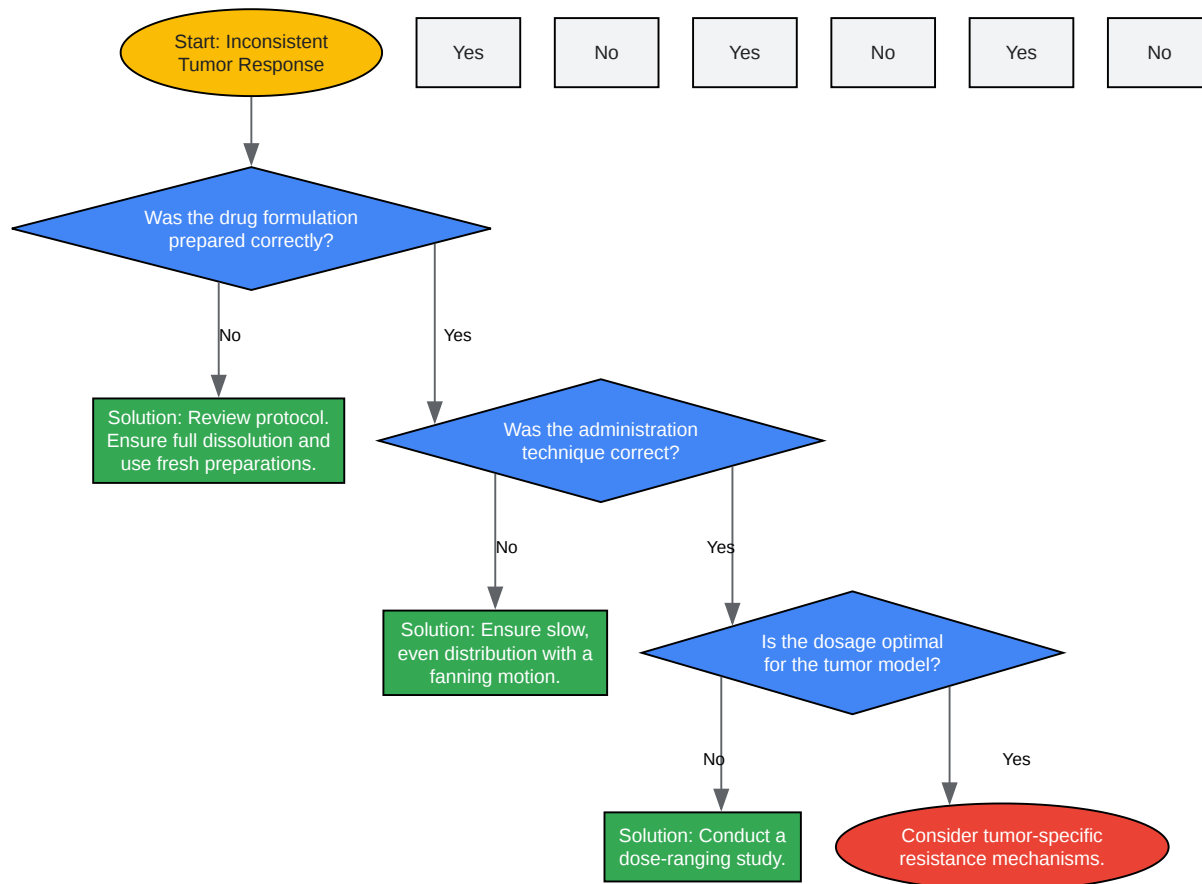 Start: Inconsistent
Tumor Response
Yes
No
Yes
No
Yes
No
Was the drug formulation
prepared correctly?
No
Yes
Solution: Review protocol.
Ensure full dissolution and
use fresh preparations.
Was the administration
technique correct?
No
Yes
Solution: Ensure slow,
even distribution with a
fanning motion.
Is the dosage optimal
for the tumor model?
No
Yes
Solution: Conduct a
dose-ranging study.
Consider tumor-specific
resistance mechanisms.